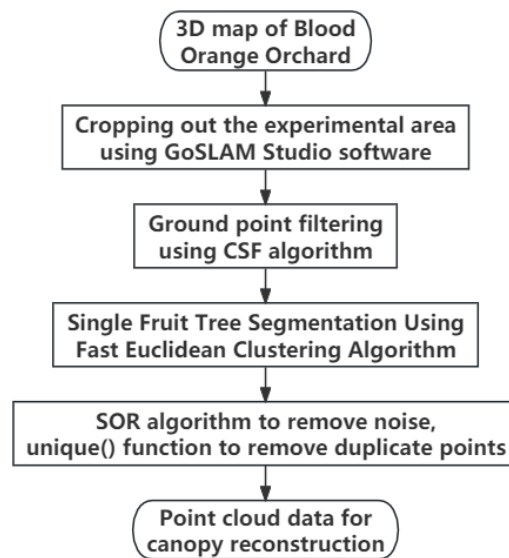 3D map of Blood
Orange Orchard
Cropping out the experimental area
using GoSLAM Studio software
Ground point filtering
using CSF algorithm
Single Fruit Tree Segmentation Using
Fast Euclidean Clustering Algorithm
SOR algorithm to remove noise,
unique() function to remove duplicate points
Point cloud data for
canopy reconstruction